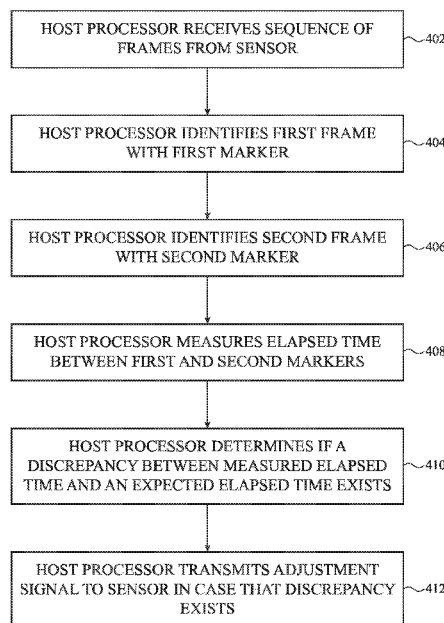 HOST PROCESSOR RECEIVES SEQUENCE OF
FRAMES FROM SENSOR
402
HOST PROCESSOR IDENTIFIES FIRST FRAME
WITH FIRST MARKER
404
HOST PROCESSOR IDENTIFIES SECOND FRAME
WITH SECOND MARKER
406
HOST PROCESSOR MEASURES ELAPSED TIME
BETWEEN FIRST AND SECOND MARKERS
408
HOST PROCESSOR DETERMINES IF A
DISCREPANCY BETWEEN MEASURED ELAPSED
TIME AND AN EXPECTED ELAPSED TIME EXISTS
410
HOST PROCESSOR TRANSMITS ADJUSTMENT
SIGNAL TO SENSOR IN CASE THAT DISCREPANCY
EXISTS
412